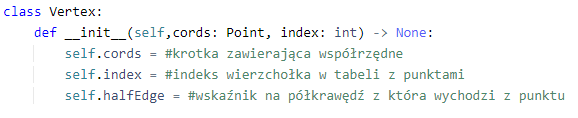 class Vertex:
def __init__(self,cords: Point, index: int) -> None:
self.cords = #krotka zawierająca współrzędne
self.index = #indeks wierzchołka w tabeli z punktami
self.halfEdge = #wskaźnik na półkrawędź z która wychodzi z punktu